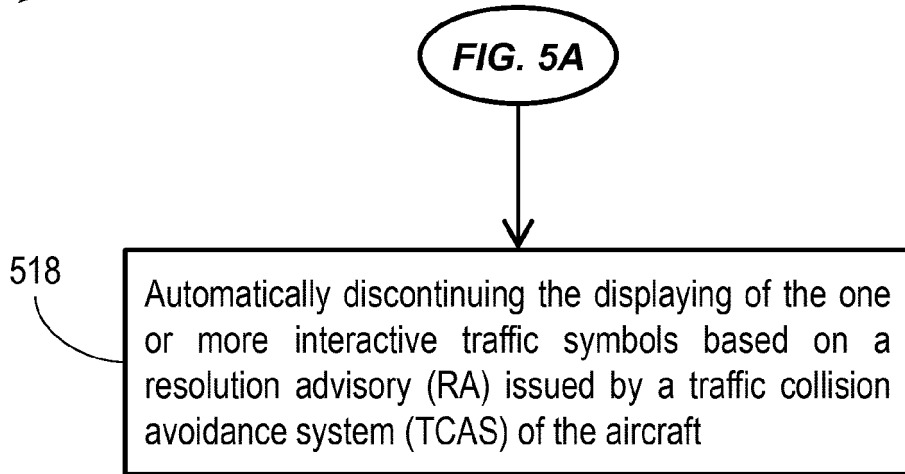 FIG. 5A
518
Automatically discontinuing the displaying of the one
or more interactive traffic symbols based on a
resolution advisory (RA) issued by a traffic collision
avoidance system (TCAS) of the aircraft